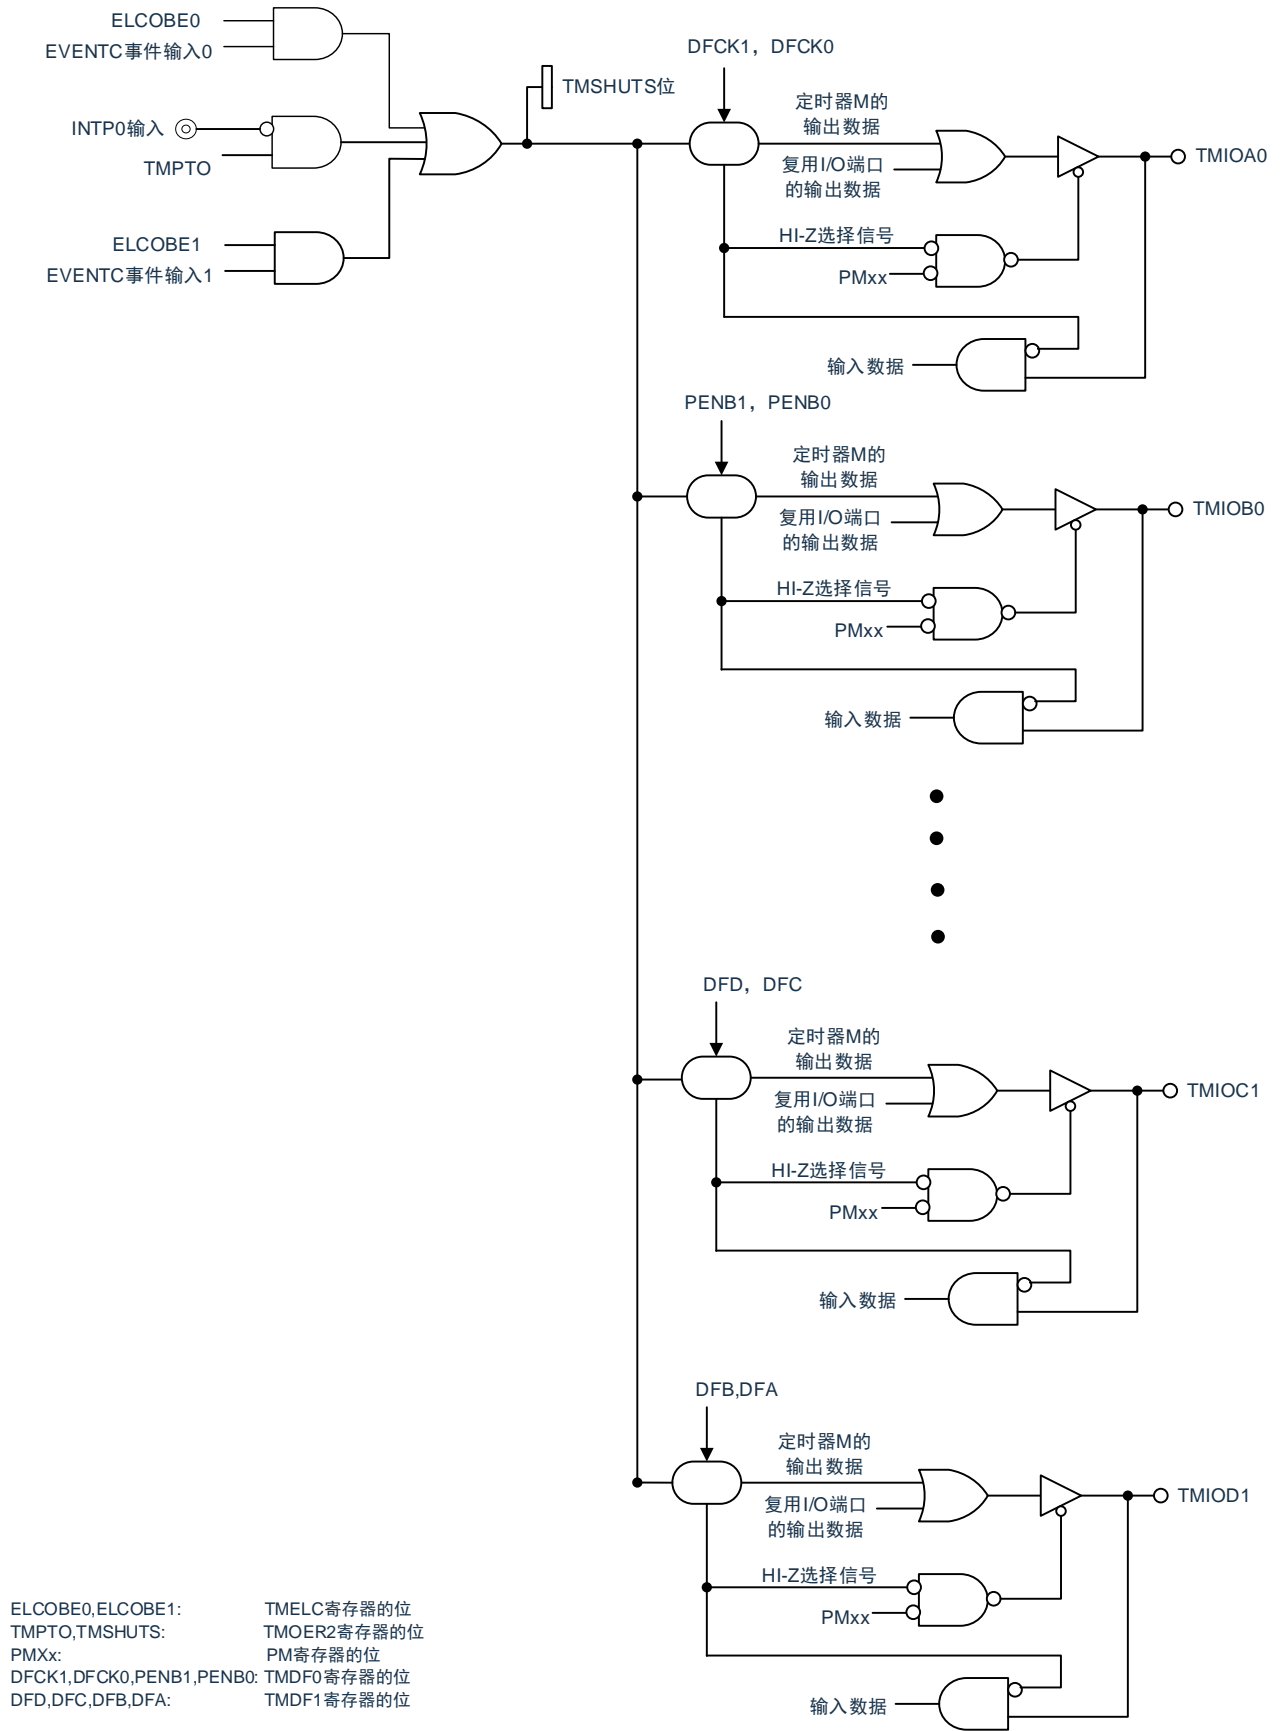 ELCOBE0
EVENTC事件输入0
INTP0输入
TMPTO
ELCOBE1
EVENTC事件输入1
TMSHUTS位
DFCK1，DFCK0
定时器M的
输出数据
复用I/O端口
的输出数据
HI-Z选择信号
PMxx
输入数据
TMIOA0
PENB1，PENB0
定时器M的
输出数据
复用I/O端口
的输出数据
HI-Z选择信号
PMxx
输入数据
TMIOB0
DFD，DFC
定时器M的
输出数据
复用I/O端口
的输出数据
HI-Z选择信号
PMxx
输入数据
TMIOC1
DFB,DFA
定时器M的
输出数据
复用I/O端口
的输出数据
HI-Z选择信号
PMxx
输入数据
TMIOD1
ELCOBE0,ELCOBE1: TMELC寄存器的位
TMPTO,TMSHUTS: TMOER2寄存器的位
PMXx: PM寄存器的位
DFCK1,DFCK0,PENB1,PENB0: TMDF0寄存器的位
DFD,DFC,DFB,DFA: TMDF1寄存器的位